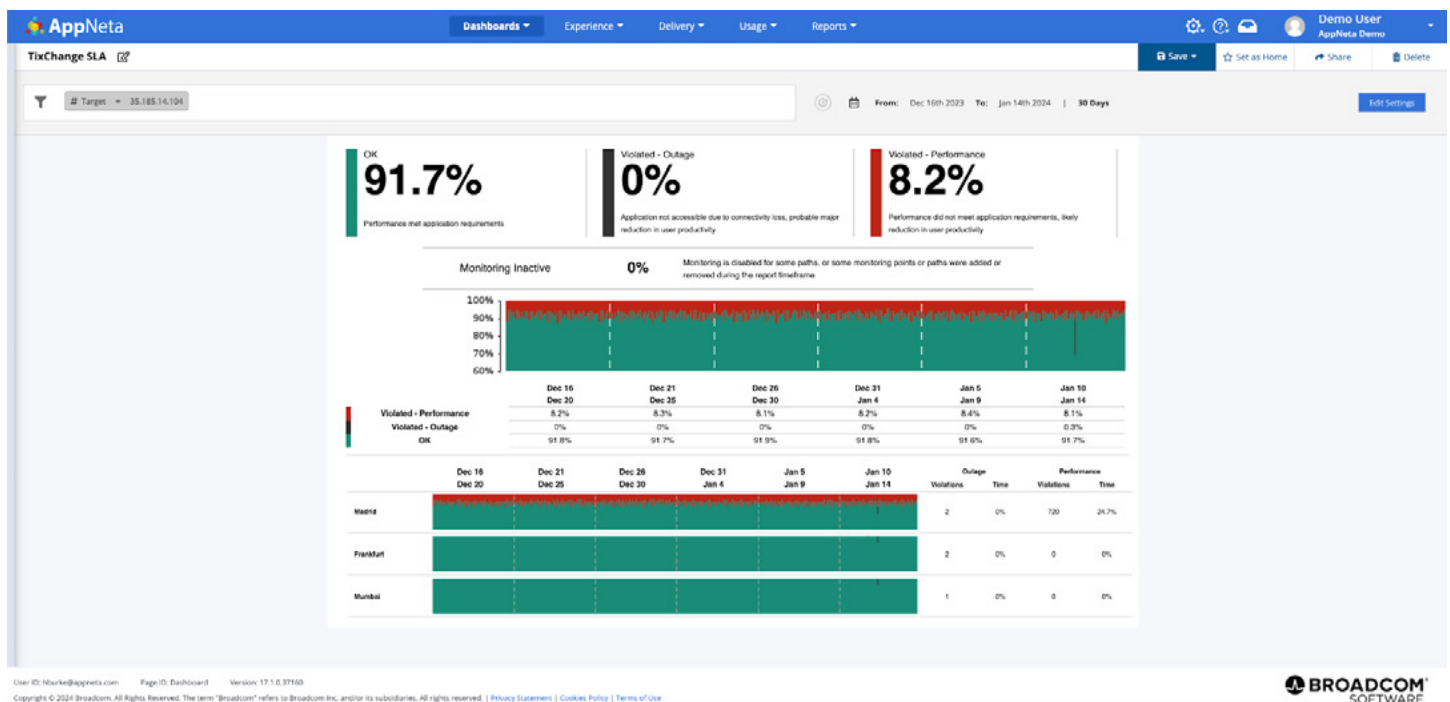 AppNeta
Dashboards
Experience
Delivery
Usage
Reports
Demo User
AppNeta Demo
TixChange SLA
Save
Set as Home
Share
Delete
# Target = 35.185.14.104
From: Dec 16th 2023 To: Jan 14th 2024 | 30 Days
Edit Settings
OK
91.7%
Performance met application requirements
Violated - Outage
0%
Application not accessible due to connectivity loss, probable major
reduction in user productivity
Violated - Performance
8.2%
Performance did not meet application requirements, likely
reduction in user productivity
Monitoring Inactive
0%
Monitoring is disabled for some paths, or some monitoring points or paths were added or
removed during the report timeframe
100%
90%
80%
70%
60%
Dec 16 Dec 21 Dec 26 Dec 31 Jan 5 Jan 10
Dec 20 Dec 25 Dec 30 Jan 4 Jan 9 Jan 14
Violated - Performance 8.2% 8.3% 8.1% 8.2% 8.4% 8.1%
Violated - Outage 0% 0% 0% 0% 0% 0.3%
OK 91.8% 91.7% 91.9% 91.8% 91.6% 91.7%
Dec 16 Dec 21 Dec 26 Dec 31 Jan 5 Jan 10 Outage Performance
Dec 20 Dec 25 Dec 30 Jan 4 Jan 9 Jan 14 Violations Time Violations Time
Madrid 2 0% 720 24.7%
Frankfurt 2 0% 0 0%
Mumbai 1 0% 0 0%
User ID: Nburke@appneta.com Page ID: Dashboard Version: 17.1.0.37160
Copyright © 2024 Broadcom. All Rights Reserved. The term "Broadcom" refers to Broadcom Inc. and/or its subsidiaries. All rights reserved. | Privacy Statement | Cookies Policy | Terms of Use
BROADCOM
SOFTWARE